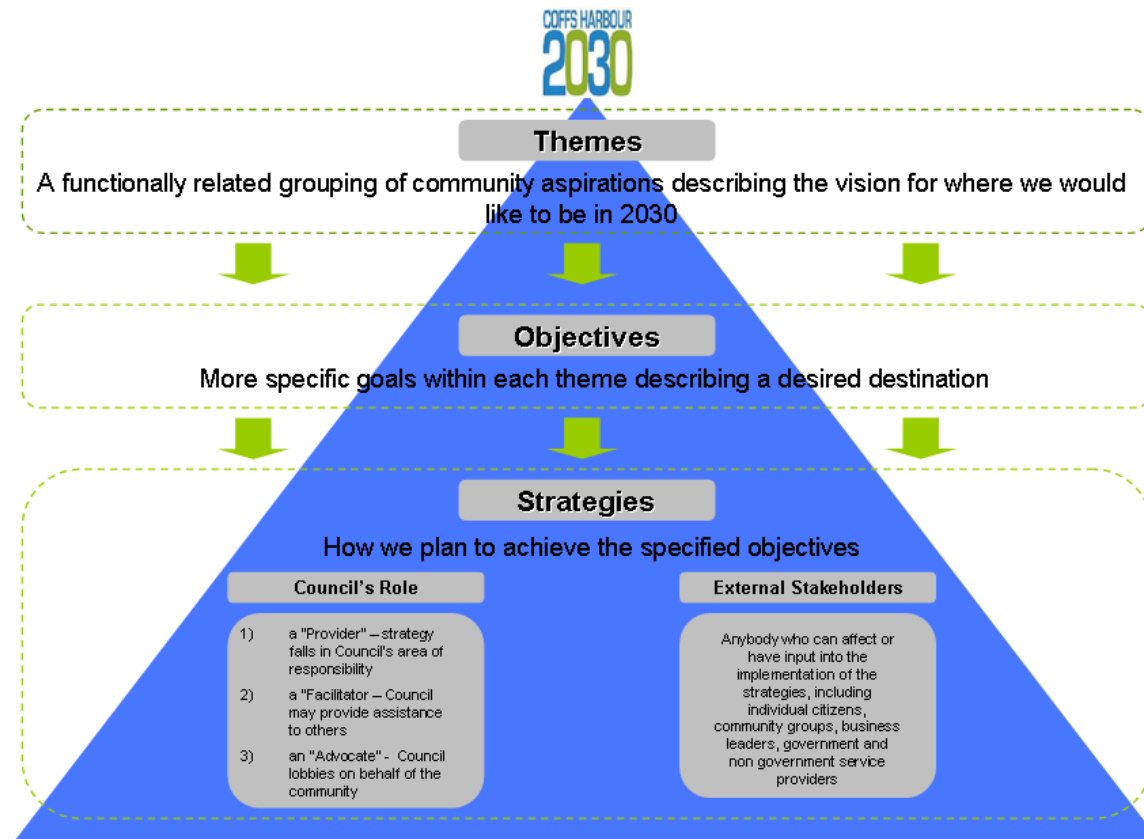 COFFS HARBOUR
2030
Themes
A functionally related grouping of community aspirations describing the vision for where we would
like to be in 2030
Objectives
More specific goals within each theme describing a desired destination
Strategies
How we plan to achieve the specified objectives
Council's Role
1) a "Provider" – strategy
falls in Council's area of
responsibility
2) a "Facilitator – Council
may provide assistance
to others
3) an "Advocate" - Council
lobbies on behalf of the
community
External Stakeholders
Anybody who can affect or
have input into the
implementation of the
strategies, including
individual citizens,
community groups, business
leaders, government and
non government service
providers